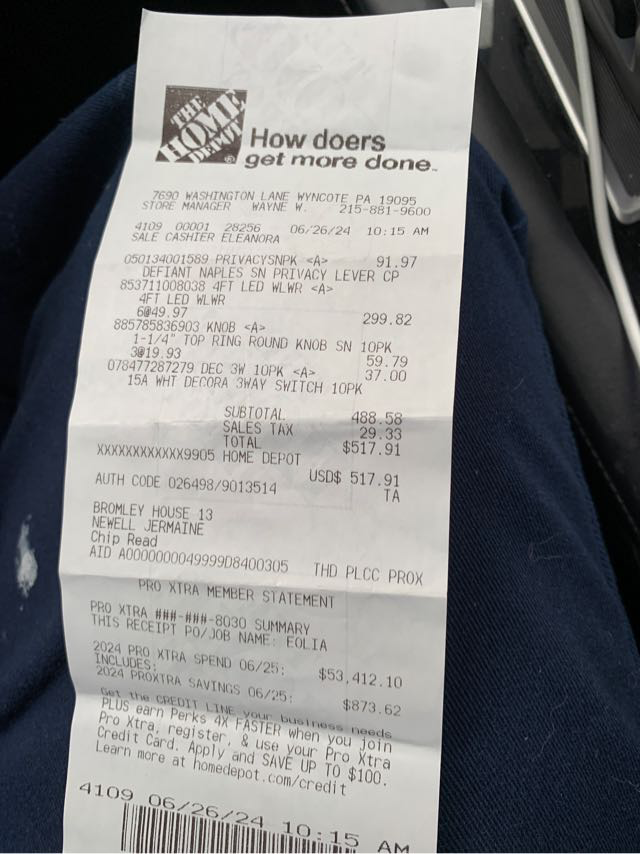 THE
HOME
DEPOT
®
How doers
get more done™
7690 WASHINGTON LANE WYNCOTE PA 19095
STORE MANAGER WAYNE W. 215-881-9600
4109 00001 28256 06/26/24 10:15 AM
SALE CASHIER ELEANORA
050134001589 PRIVACYSNPK <A> 91.97
DEFIANT NAPLES SN PRIVACY LEVER CP
853711008038 4FT LED WLWR <A>
4FT LED WLWR
6@49.97 299.82
885785836903 KNOB <A>
1-1/4" TOP RING ROUND KNOB SN 10PK
3@19.93 59.79
078477287279 DEC 3W 10PK <A> 37.00
15A WHT DECORA 3WAY SWITCH 10PK
SUBTOTAL 488.58
SALES TAX 29.33
TOTAL $517.91
XXXXXXXXXXXX9905 HOME DEPOT
USD$ 517.91
AUTH CODE 026498/9013514 TA
BROMLEY HOUSE 13
NEWELL JERMAINE
Chip Read
AID A0000000049999D8400305 THD PLCC PROX
PRO XTRA MEMBER STATEMENT
PRO XTRA ###-###-8030 SUMMARY
THIS RECEIPT PO/JOB NAME: EOLIA
2024 PRO XTRA SPEND 06/25: $53,412.10
INCLUDES:
2024 PROXTRA SAVINGS 06/25: $873.62
Get the CREDIT LINE your business needs
PLUS earn Perks 4X FASTER when you join
Pro Xtra, register, & use your Pro Xtra
Credit Card. Apply and SAVE UP TO $100.
Learn more at homedepot.com/credit
4109 06/26/24 10:15 AM